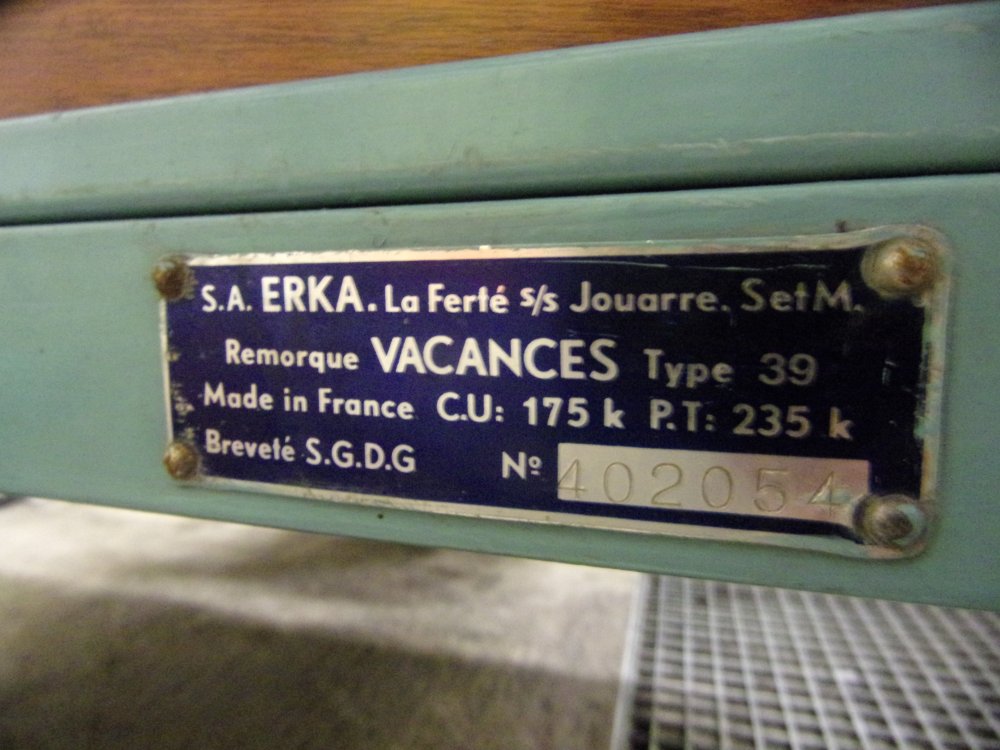 S.A. ERKA. La Ferté s/s Jouarre. SetM.
Remorque VACANCES Type 39
Made in France C.U: 175 k P.T: 235 k
Breveté S.G.D.G Nº 402054